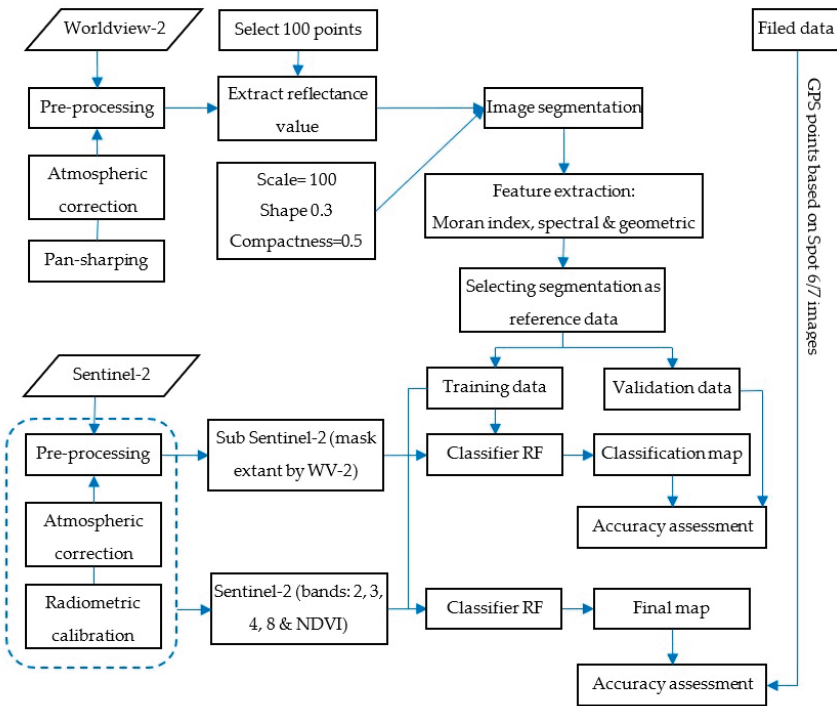 Worldview-2
Select 100 points
Filed data
Pre-processing
Extract reflectance
value
Image segmentation
Atmospheric
correction
Pan-sharping
Scale= 100
Shape 0.3
Compactness=0.5
Feature extraction:
Moran index, spectral & geometric
GPS points based on Spot 6/7 images
Selecting segmentation as
reference data
Sentinel-2
Training data
Validation data
Pre-processing
Sub Sentinel-2 (mask
extant by WV-2)
Classifier RF
Classification map
Atmospheric
correction
Accuracy assessment
Radiometric
calibration
Sentinel-2 (bands: 2, 3,
4, 8 & NDVI)
Classifier RF
Final map
Accuracy assessment